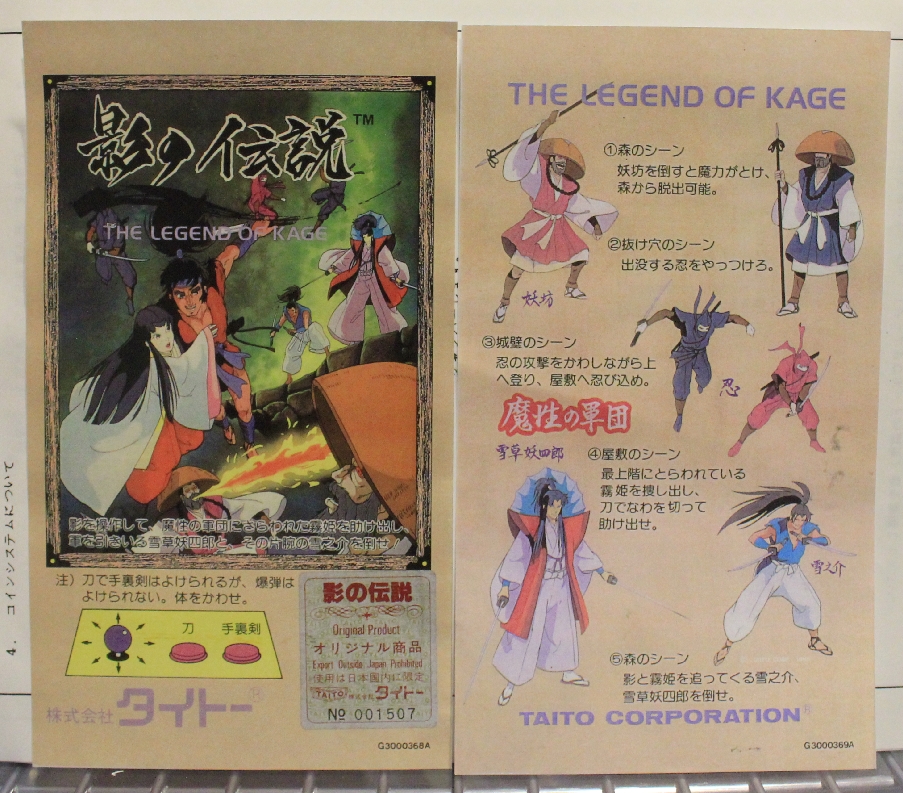 影の伝説 TM
THE LEGEND OF KAGE
影を操作して、魔性の軍団にさらわれた霧姫を助け出し、
軍を引きいる雪草妖四郎と、その片腕の雪之介を倒せ!
注)刀で手裏剣はよけられるが、爆弾は
よけられない。体をかわせ。
刀 手裏剣
株式会社 タイトー®
影の伝説
Original Product
オリジナル商品
Export Outside Japan Prohibited
使用は日本国内に限定
TAITO 株式会社 タイトー
No 001507
G3000368A
THE LEGEND OF KAGE
①森のシーン
妖坊を倒すと魔力がとけ、
森から脱出可能。
②抜け穴のシーン
出没する忍をやっつけろ。
妖坊
③城壁のシーン
忍の攻撃をかわしながら上
へ登り、屋敷へ忍び込め。
忍
魔性の軍団
雪草妖四郎
④屋敷のシーン
最上階にとらわれている
霧姫を捜し出し、
刀でなわを切って
助け出せ。
雪之介
⑤森のシーン
影と霧姫を追ってくる雪之介、
雪草妖四郎を倒せ。
TAITO CORPORATION®
G3000369A
4. コインシステムについて